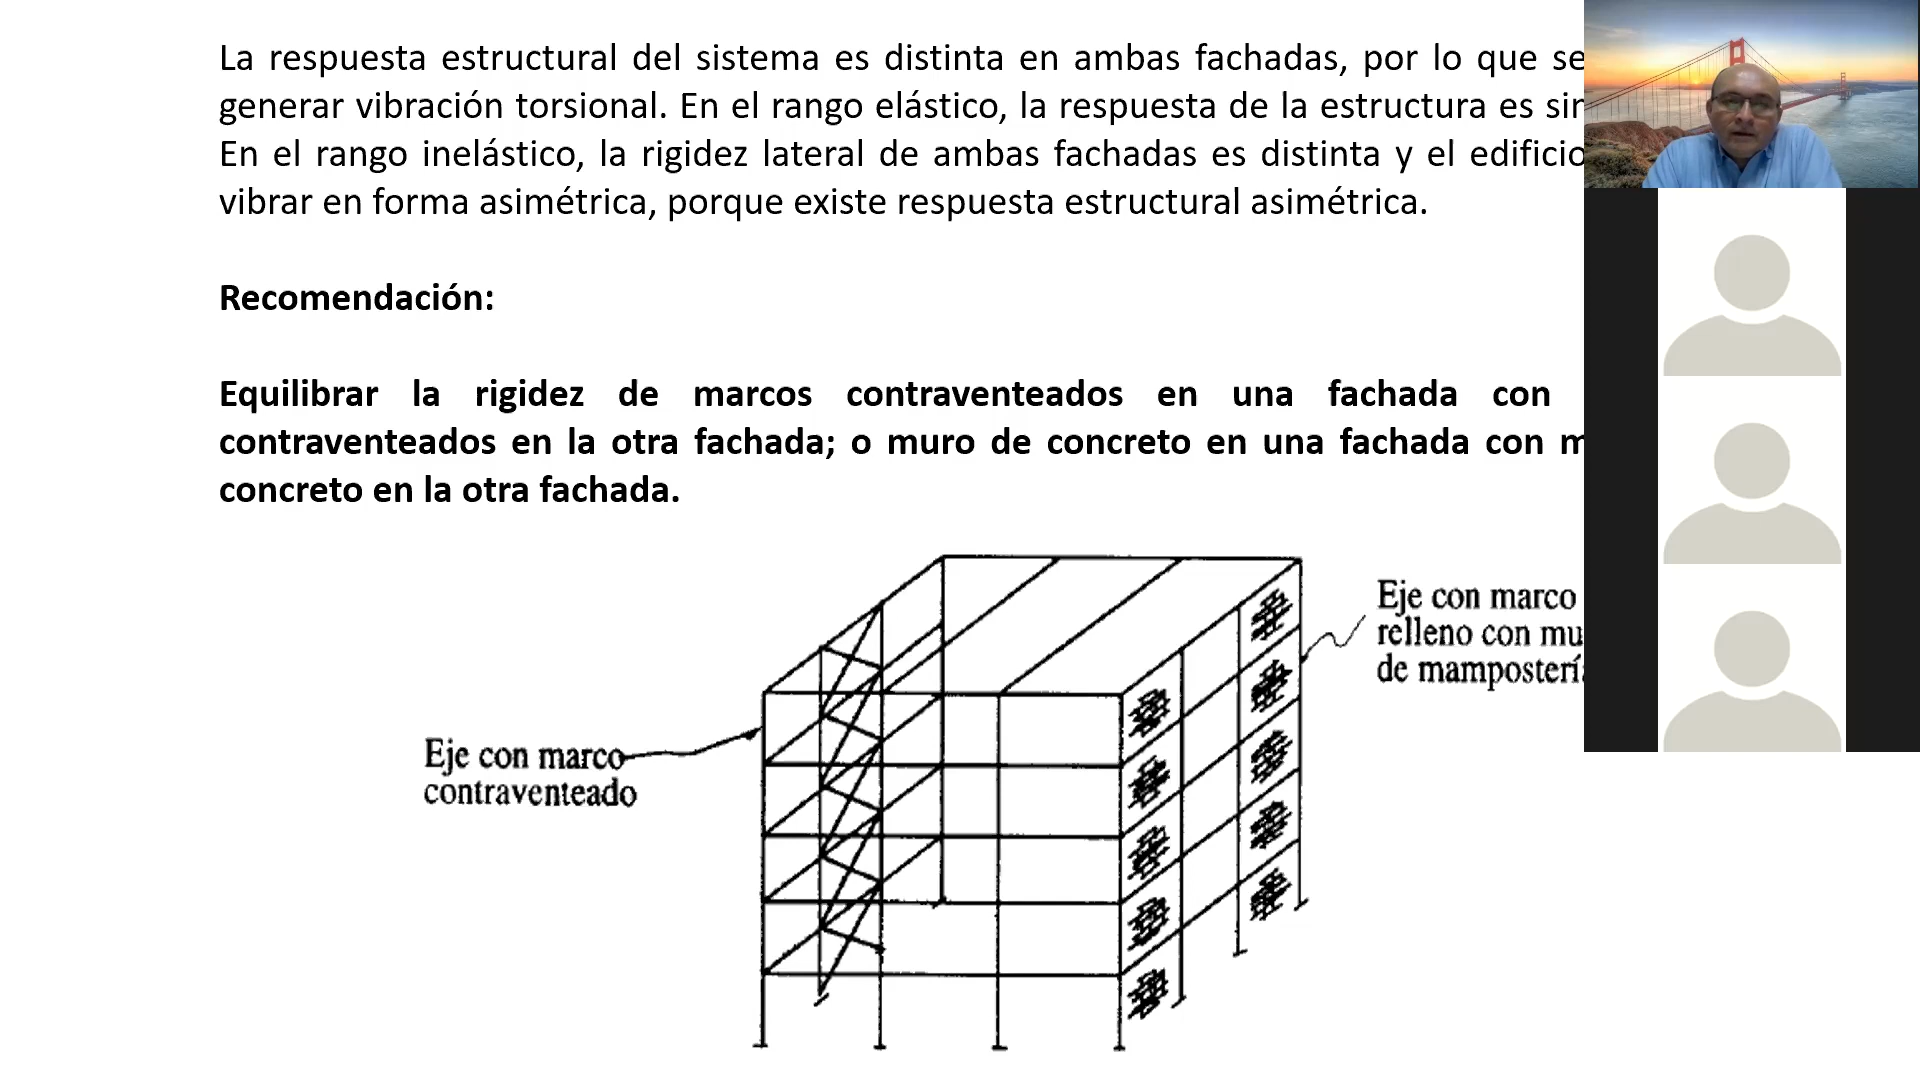 La respuesta estructural del sistema es distinta en ambas fachadas, por lo que se
generar vibración torsional. En el rango elástico, la respuesta de la estructura es
En el rango inelástico, la rigidez lateral de ambas fachadas es distinta y el edificio
vibrar en forma asimétrica, porque existe respuesta estructural asimétrica.
Recomendación:
Equilibrar la rigidez de marcos contraventeados en una fachada con
contraventeados en la otra fachada; o muro de concreto en una fachada con
concreto en la otra fachada.
Eje con marco
relleno con
de
Eje con marco
contraventeado